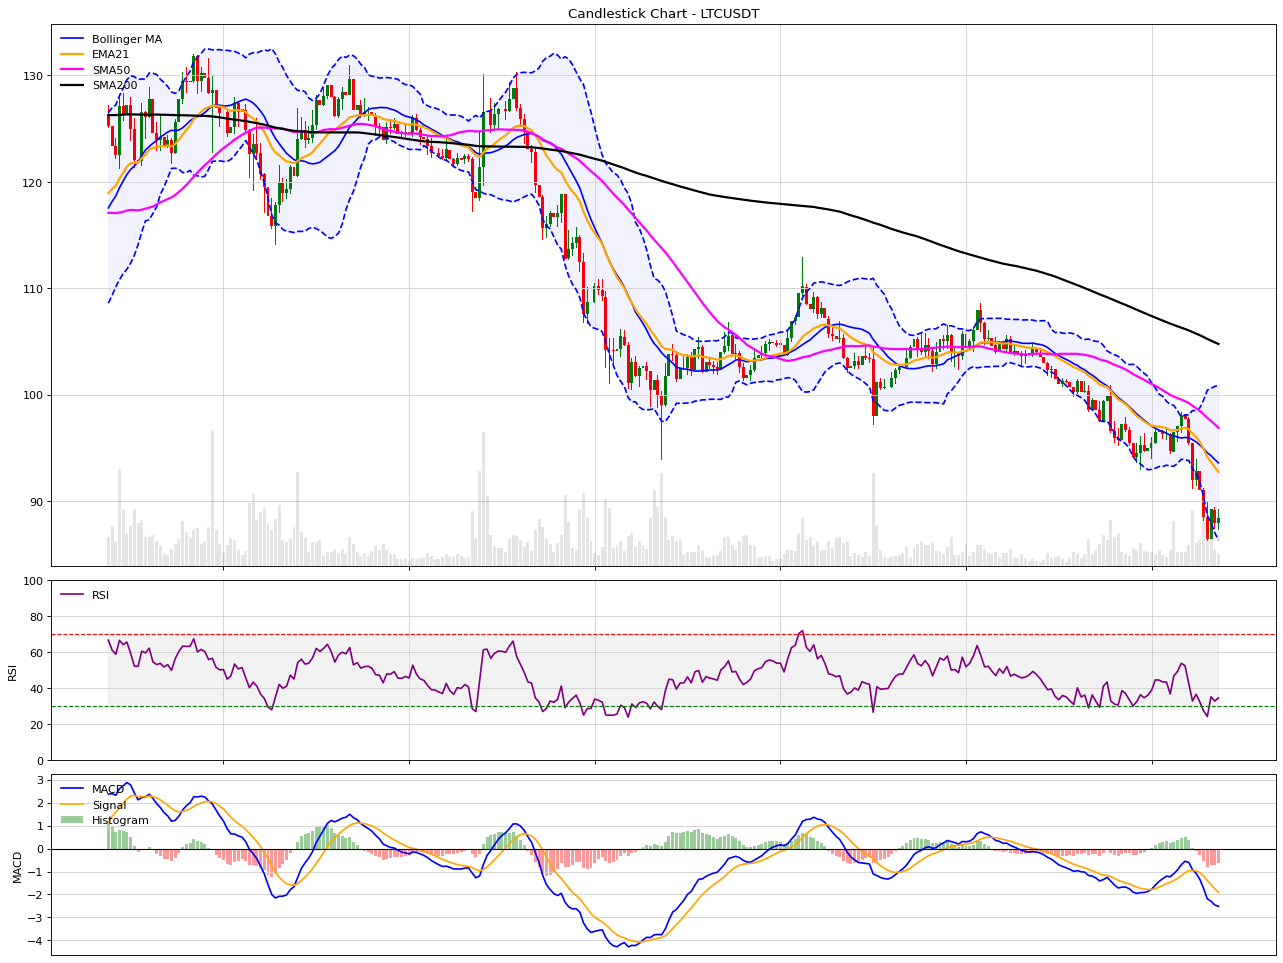 Candlestick Chart - LTCUSDT
Bollinger MA
EMA21
SMA50
SMA200
130
120
110
100
90
RSI
100
80
60
40
20
0
RSI
MACD
Signal
Histogram
3
2
1
0
−1
−2
−3
−4
MACD